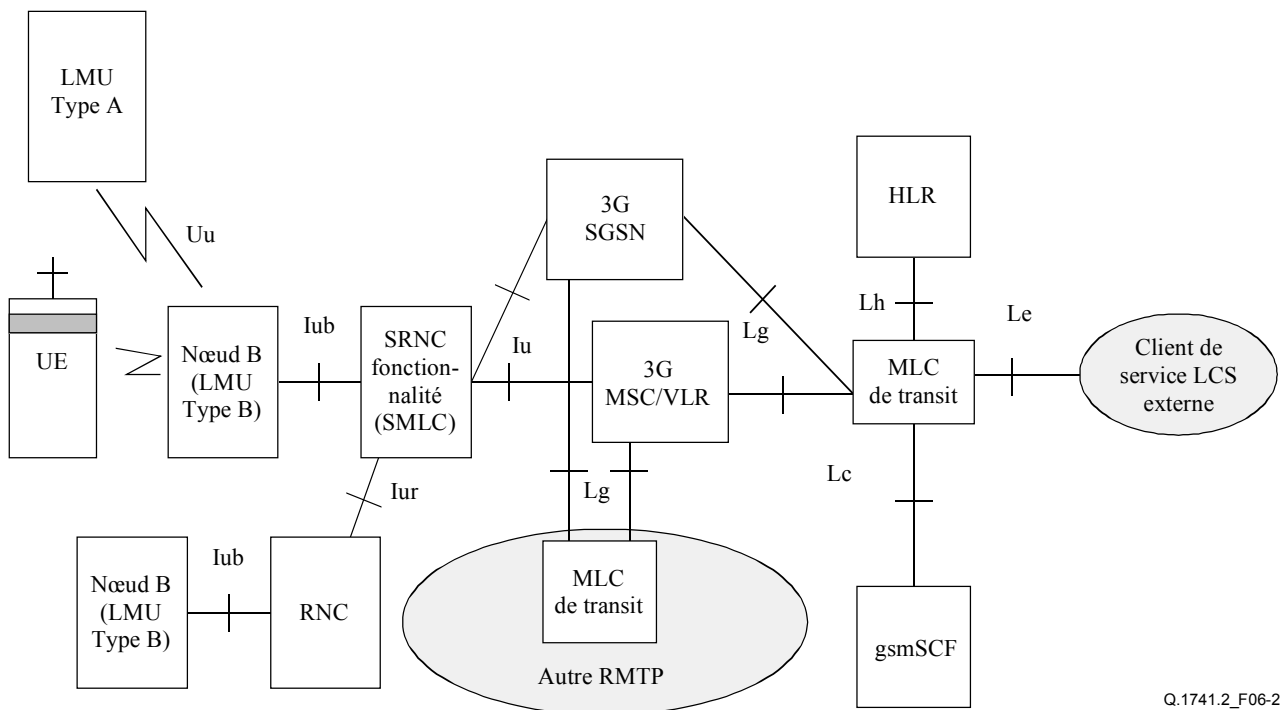 LMU
Type A
Uu
UE
Nœud B
(LMU
Type B)
Iub
SRNC
fonction-
nalité
(SMLC)
Iu
3G
SGSN
3G
MSC/VLR
Lg
HLR
Lh
MLC
de transit
Le
Client de
service LCS
externe
Lc
gsmSCF
Iur
Nœud B
(LMU
Type B)
Iub
RNC
Lg
MLC
de transit
Autre RMTP
Q.1741.2_F06-2